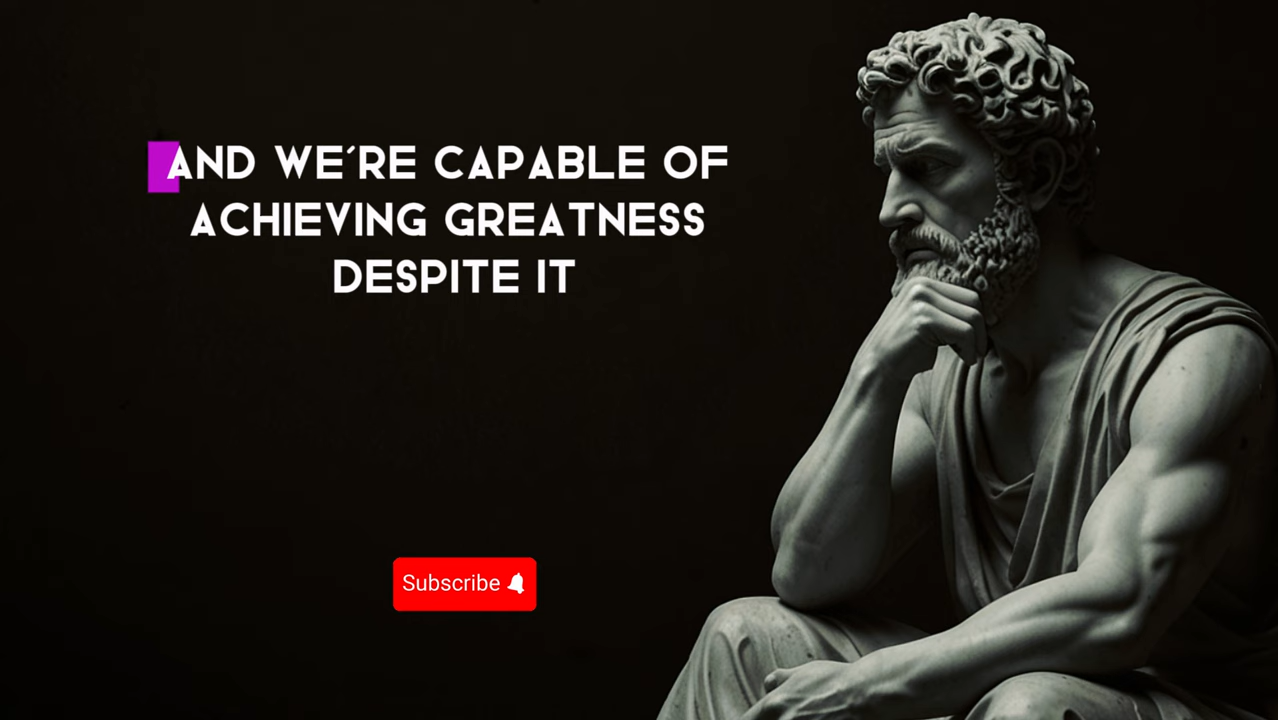 AND WE'RE CAPABLE OF
ACHIEVING GREATNESS
DESPITE IT
Subscribe